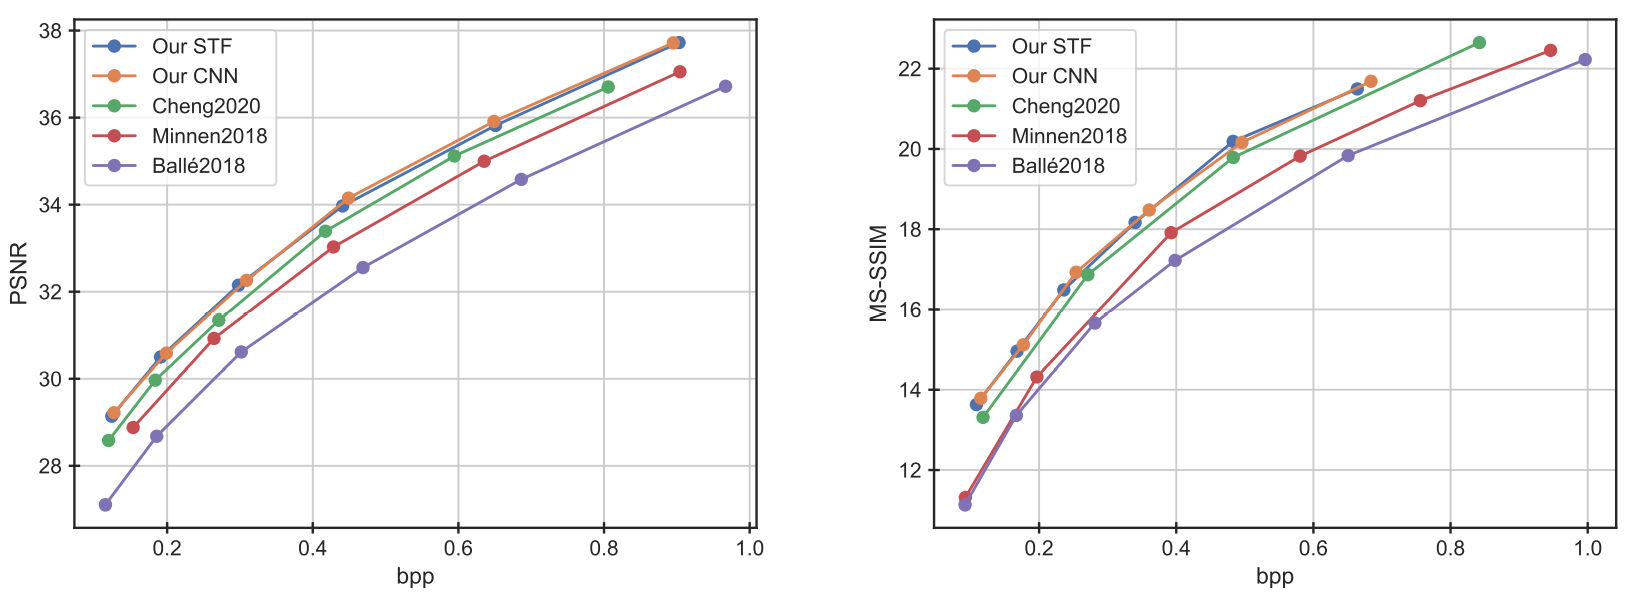 38
36
34
32
30
28
PSNR
Our STF
Our CNN
Cheng2020
Minnen2018
Ballé2018
0.2 0.4 0.6 0.8 1.0
bpp
22
20
18
16
14
12
MS-SSIM
Our STF
Our CNN
Cheng2020
Minnen2018
Ballé2018
0.2 0.4 0.6 0.8 1.0
bpp